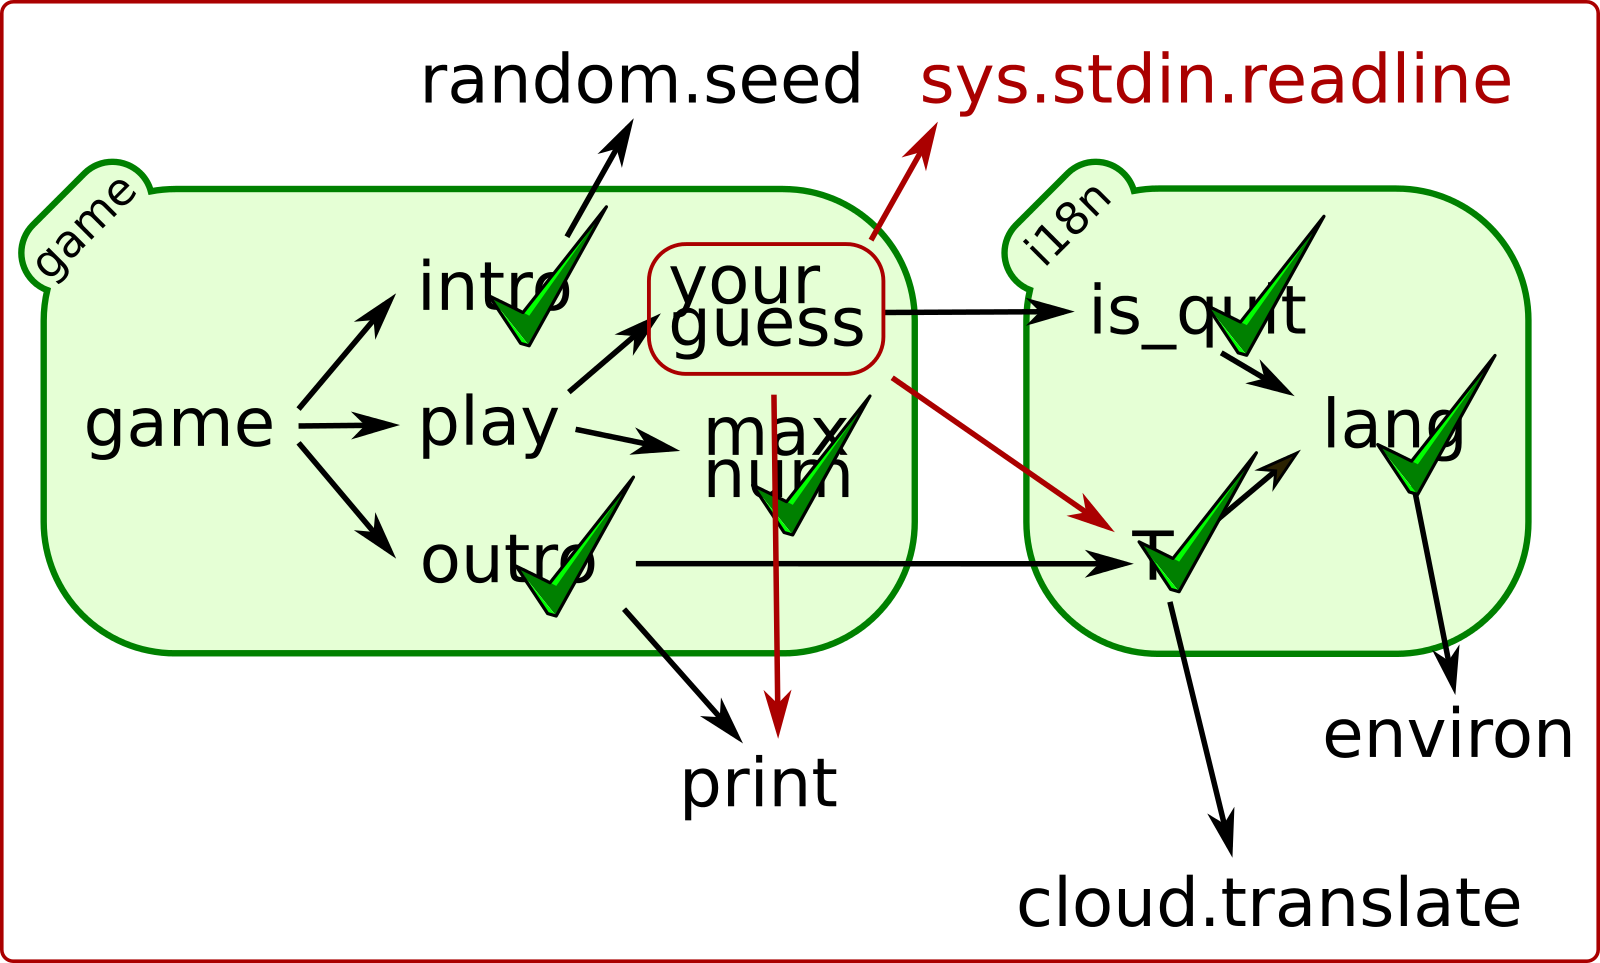 random.seed
sys.stdin.readline
game
i18n
intro
your
guess
is_quit
game
play
max
num
lang
outro
T
print
environ
cloud.translate